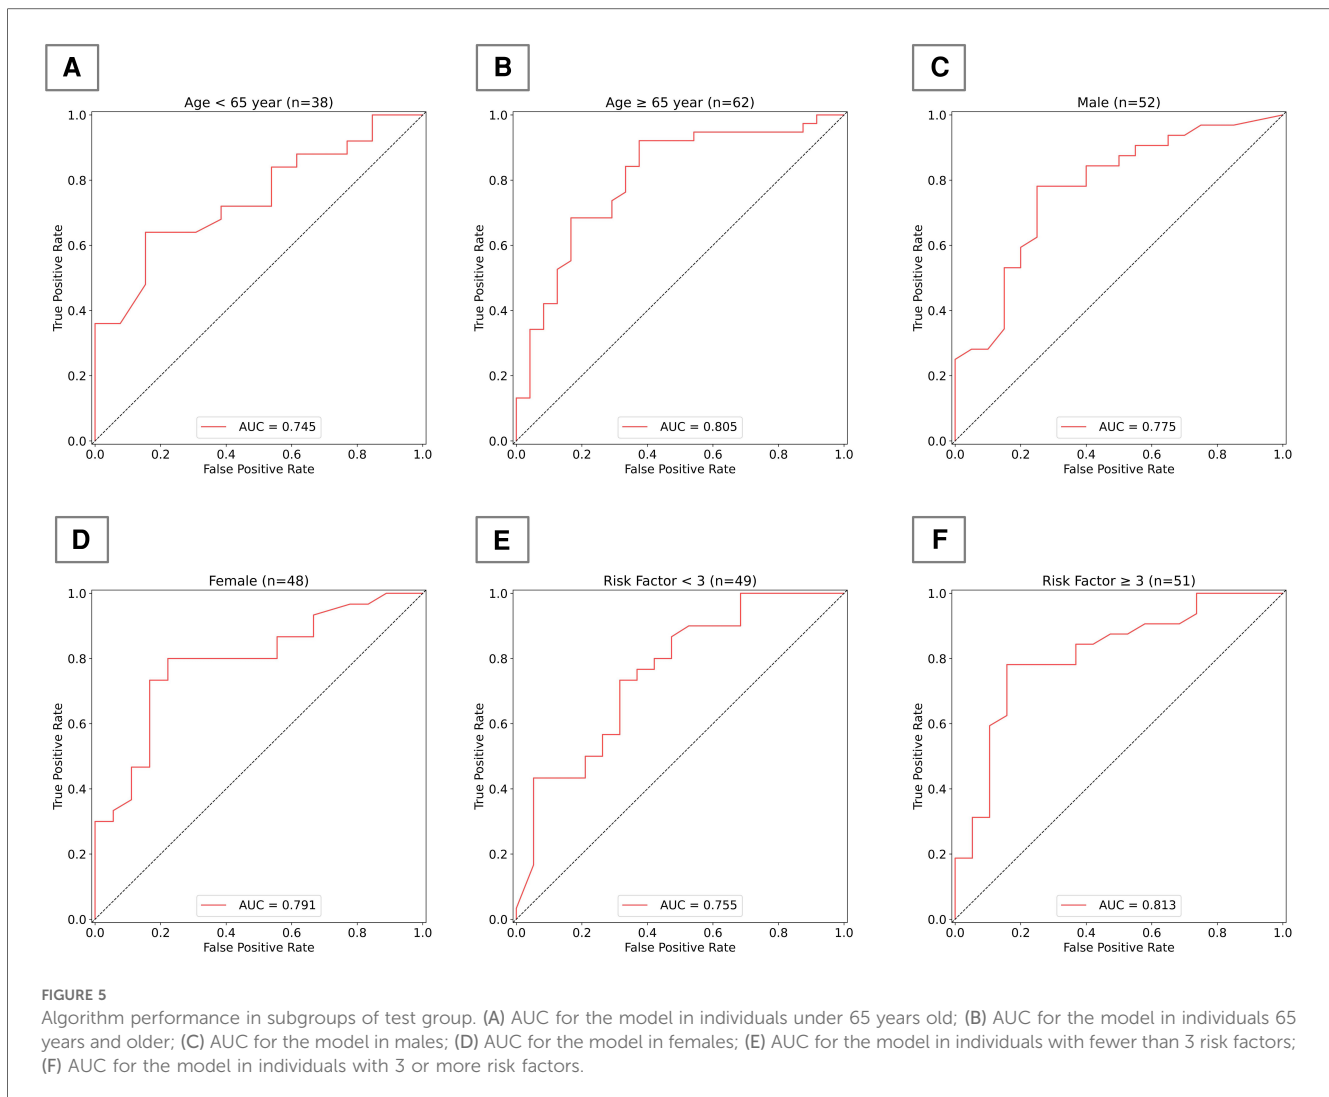 A
Age < 65 year (n=38)
True Positive Rate
1.0
0.8
0.6
0.4
0.2
0.0
AUC = 0.745
0.0 0.2 0.4 0.6 0.8 1.0
False Positive Rate
B
Age ≥ 65 year (n=62)
True Positive Rate
1.0
0.8
0.6
0.4
0.2
0.0
AUC = 0.805
0.0 0.2 0.4 0.6 0.8 1.0
False Positive Rate
C
Male (n=52)
True Positive Rate
1.0
0.8
0.6
0.4
0.2
0.0
AUC = 0.775
0.0 0.2 0.4 0.6 0.8 1.0
False Positive Rate
D
Female (n=48)
True Positive Rate
1.0
0.8
0.6
0.4
0.2
0.0
AUC = 0.791
0.0 0.2 0.4 0.6 0.8 1.0
False Positive Rate
E
Risk Factor < 3 (n=49)
True Positive Rate
1.0
0.8
0.6
0.4
0.2
0.0
AUC = 0.755
0.0 0.2 0.4 0.6 0.8 1.0
False Positive Rate
F
Risk Factor ≥ 3 (n=51)
True Positive Rate
1.0
0.8
0.6
0.4
0.2
0.0
AUC = 0.813
0.0 0.2 0.4 0.6 0.8 1.0
False Positive Rate
FIGURE 5
Algorithm performance in subgroups of test group. (A) AUC for the model in individuals under 65 years old; (B) AUC for the model in individuals 65
years and older; (C) AUC for the model in males; (D) AUC for the model in females; (E) AUC for the model in individuals with fewer than 3 risk factors;
(F) AUC for the model in individuals with 3 or more risk factors.